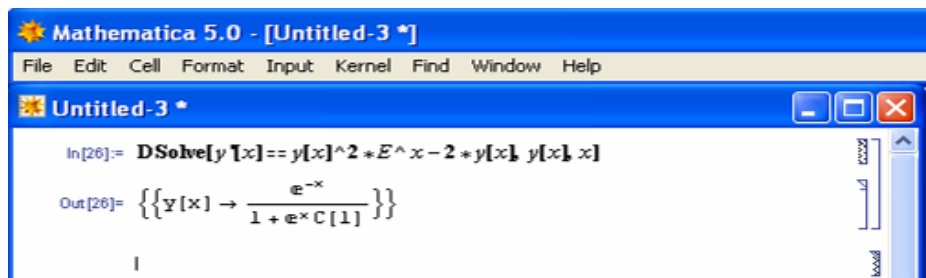 Mathematica 5.0 - [Untitled-3 *]
File Edit Cell Format Input Kernel Find Window Help
Untitled-3 *
In[26]:= DSolve[y'[x] == y[x]^2 * E^x - 2 * y[x], y[x], x]
Out[26]= {{y[x] → e^-x / (1 + e^x C[1])}}